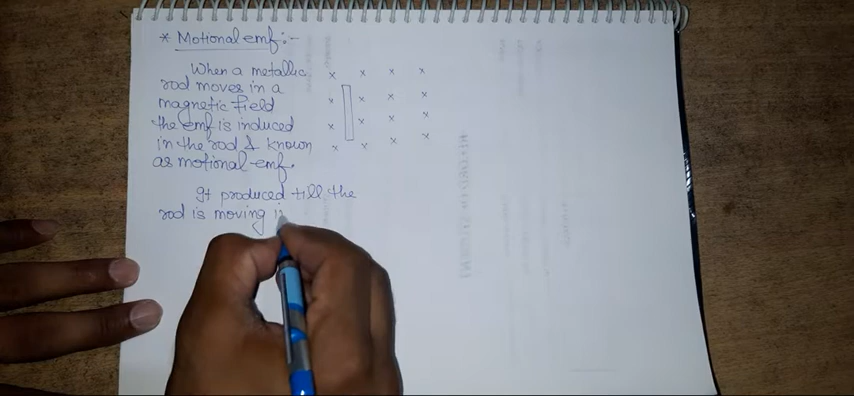 * Motional emf:-
When a metallic
rod moves in a
magnetic Field
the emf is induced
in the rod & known
as motional emf.
It produced till the
rod is moving i
x x x x
x x x x
x x x x
x x x x